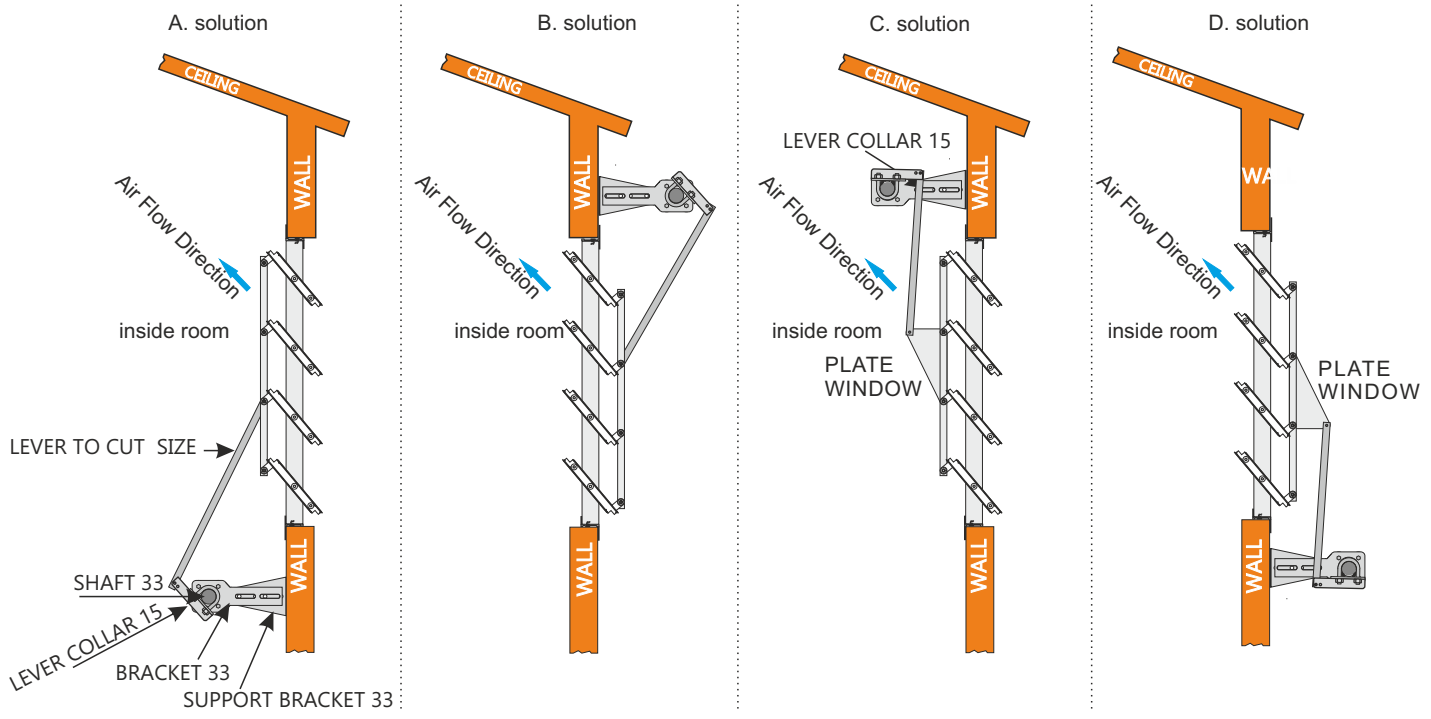 A. solution
CEILING
WALL
Air Flow Direction
inside room
LEVER TO CUT SIZE
SHAFT 33
LEVER COLLAR 15
BRACKET 33
SUPPORT BRACKET 33
WALL
B. solution
CEILING
WALL
Air Flow Direction
inside room
WALL
C. solution
CEILING
LEVER COLLAR 15
WALL
Air Flow Direction
inside room
PLATE
WINDOW
WALL
D. solution
CEILING
WA
Air Flow Direction
inside room
PLATE
WINDOW
WALL